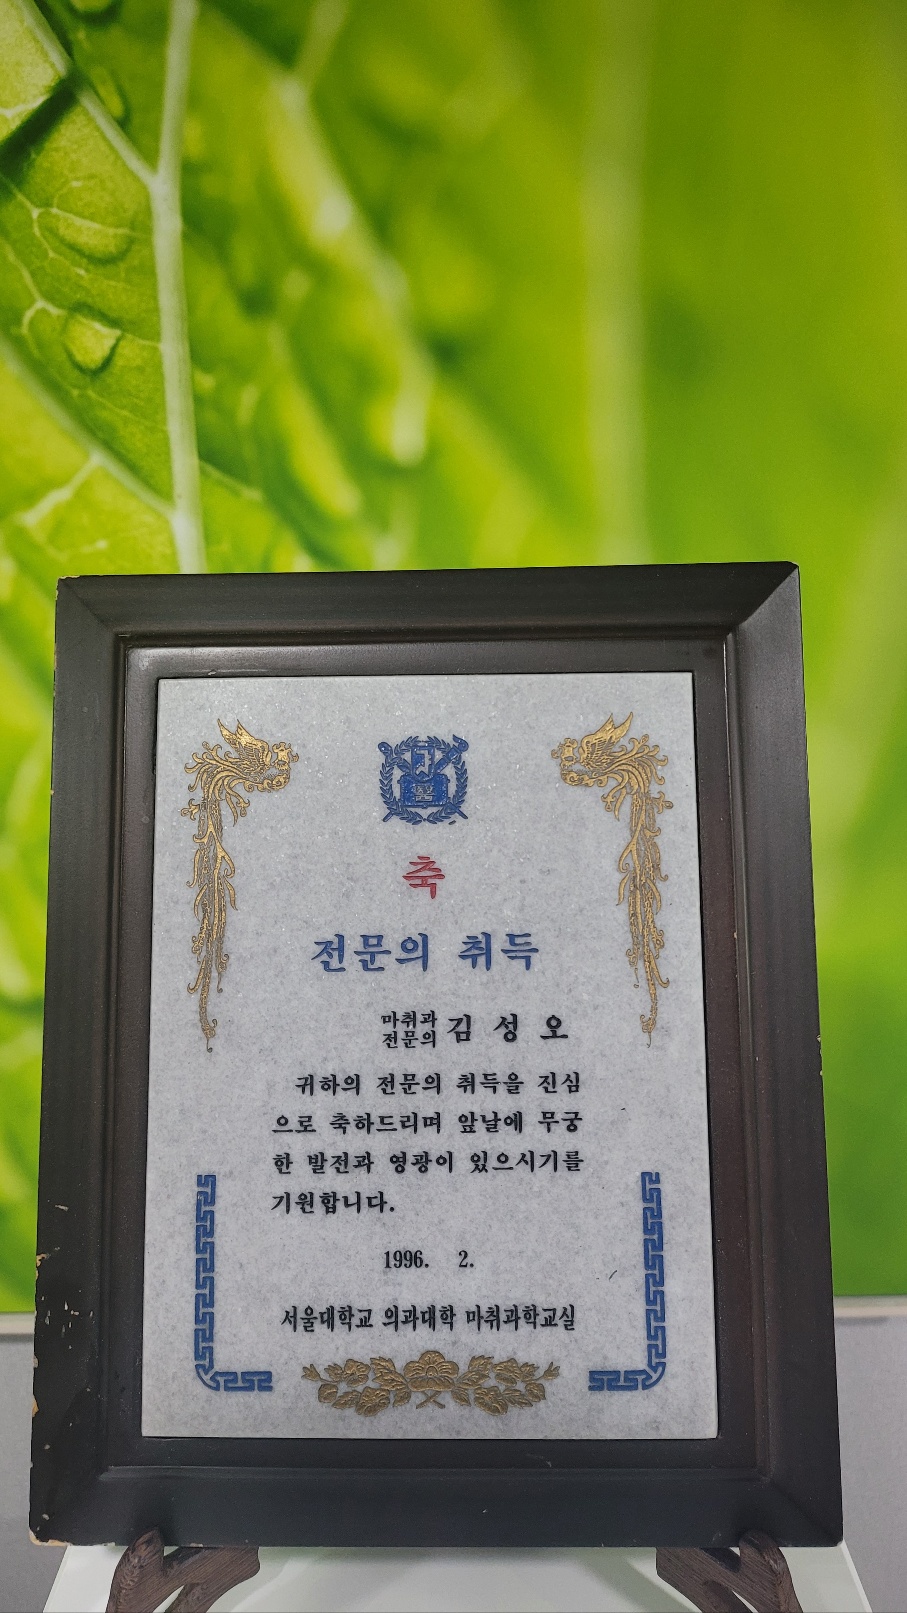 축
전문의 취득
마취과
전문의 김 성 오
귀하의 전문의 취득을 진심
으로 축하드리며 앞날에 무궁
한 발전과 영광이 있으시기를
기원합니다.
1996. 2.
서울대학교 의과대학 마취과학교실